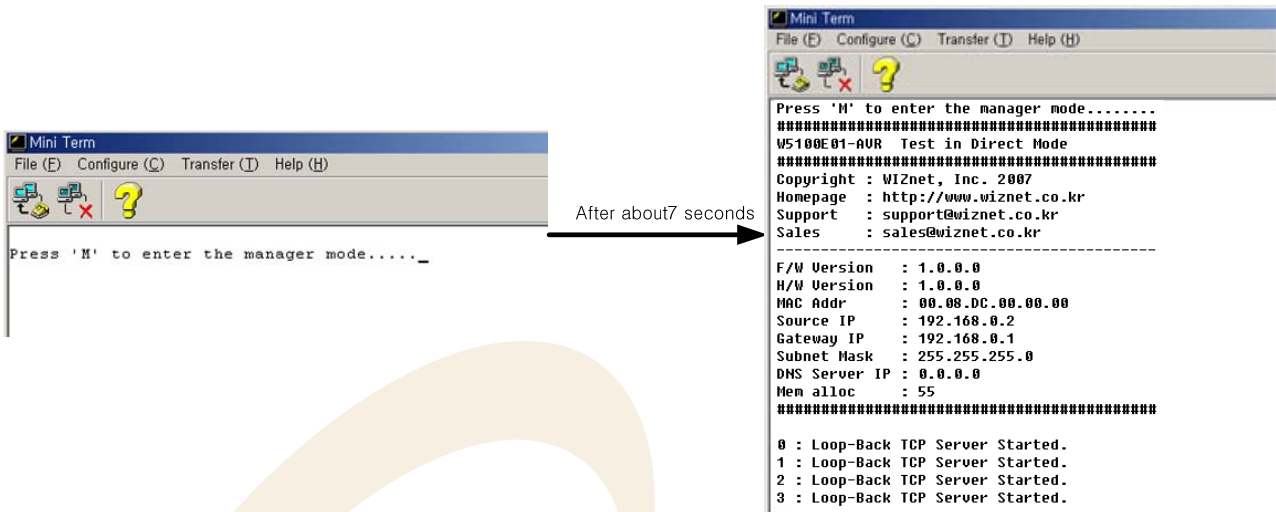 Mini Term
File (F) Configure (C) Transfer (T) Help (H)
Press 'M' to enter the manager mode....._
After about7 seconds
Mini Term
File (F) Configure (C) Transfer (T) Help (H)
Press 'M' to enter the manager mode........
###########################################
W5100E01-AVR  Test in Direct Mode
###########################################
Copyright : WIZnet, Inc. 2007
Homepage  : http://www.wiznet.co.kr
Support   : support@wiznet.co.kr
Sales     : sales@wiznet.co.kr
-------------------------------------------
F/W Version   : 1.0.0.0
H/W Version   : 1.0.0.0
MAC Addr      : 00.08.DC.00.00.00
Source IP     : 192.168.0.2
Gateway IP    : 192.168.0.1
Subnet Mask   : 255.255.255.0
DNS Server IP : 0.0.0.0
Mem alloc     : 55
###########################################
0 : Loop-Back TCP Server Started.
1 : Loop-Back TCP Server Started.
2 : Loop-Back TCP Server Started.
3 : Loop-Back TCP Server Started.